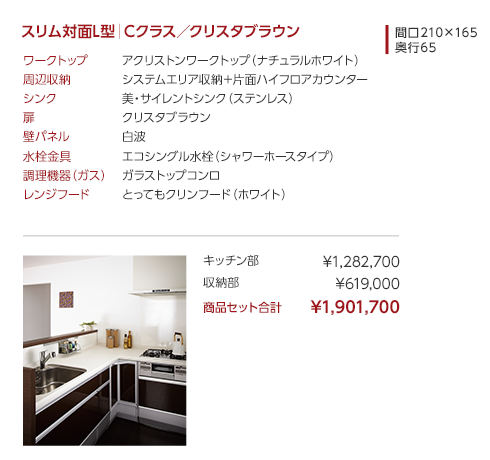 スリム対面L型｜Cクラス／クリスタブラウン
間口210×165
奥行65
ワークトップ アクリストンワークトップ（ナチュラルホワイト）
周辺収納 システムエリア収納＋片面ハイフロアカウンター
シンク 美・サイレントシンク（ステンレス）
扉 クリスタブラウン
壁パネル 白波
水栓金具 エコシングル水栓（シャワーホースタイプ）
調理機器（ガス） ガラストップコンロ
レンジフード とってもクリンフード（ホワイト）
キッチン部 ¥1,282,700
収納部 ¥619,000
商品セット合計 ¥1,901,700